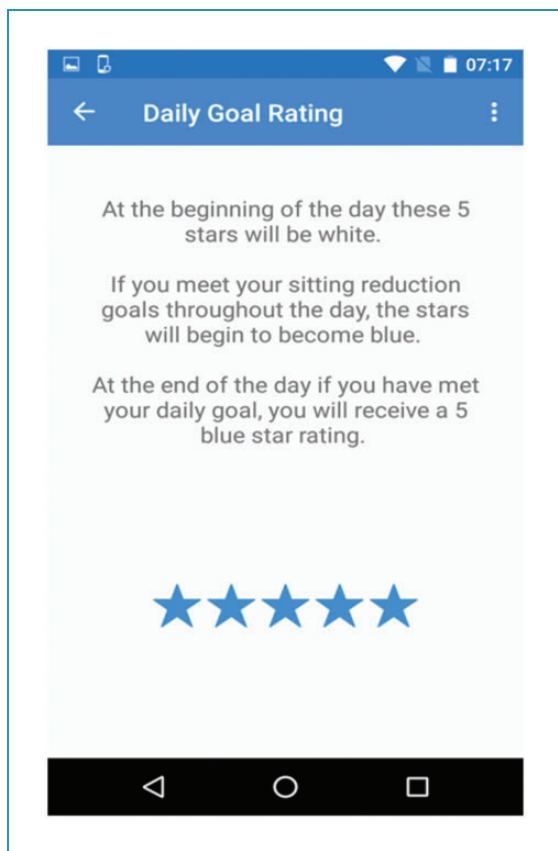 07:17
Daily Goal Rating
At the beginning of the day these 5
stars will be white.
If you meet your sitting reduction
goals throughout the day, the stars
will begin to become blue.
At the end of the day if you have met
your daily goal, you will receive a 5
blue star rating.